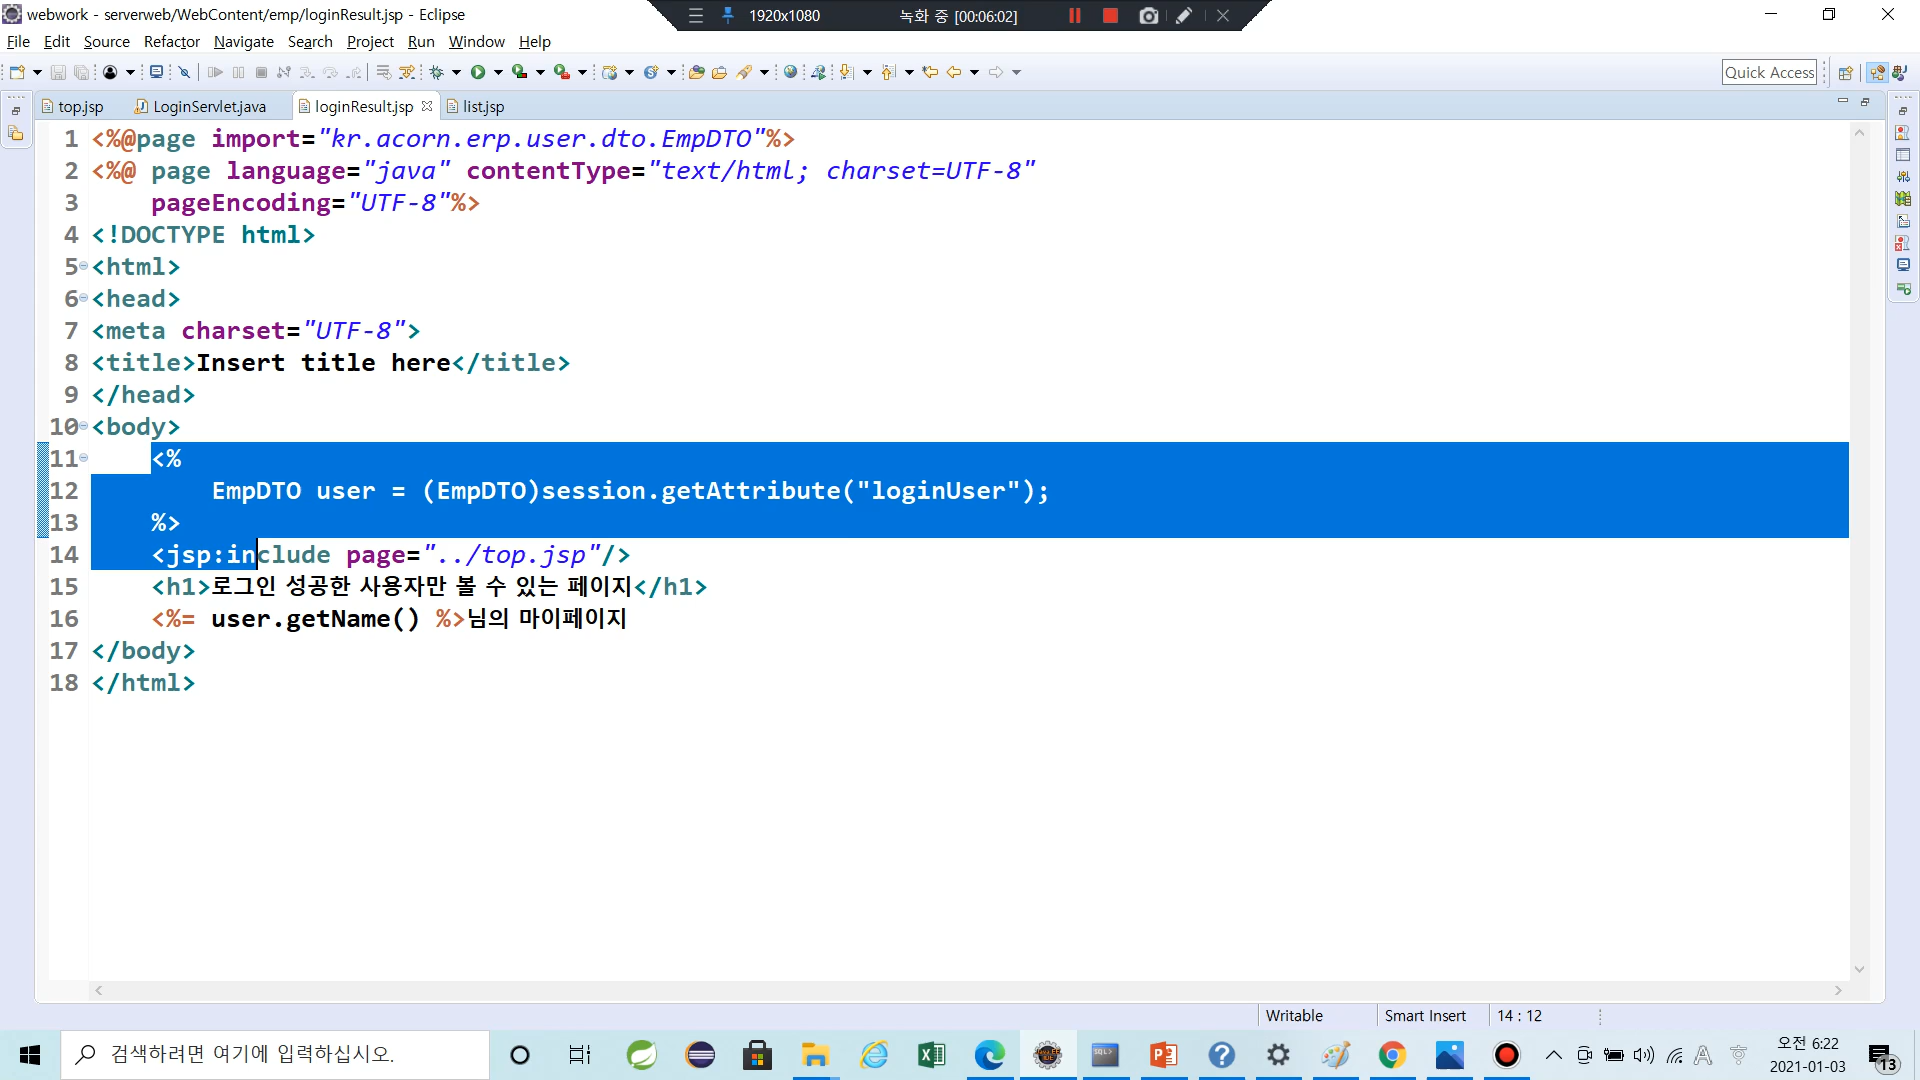 webwork - serverweb/WebContent/emp/loginResult.jsp - Eclipse
1920x1080
녹화 중 [00:06:02]
File Edit Source Refactor Navigate Search Project Run Window Help
Quick Access
top.jsp
LoginServlet.java
loginResult.jsp
list.jsp
1 <%@page import="kr.acorn.erp.user.dto.EmpDTO"%>
2 <%@ page language="java" contentType="text/html; charset=UTF-8"
3 pageEncoding="UTF-8"%>
4 <!DOCTYPE html>
5 <html>
6 <head>
7 <meta charset="UTF-8">
8 <title>Insert title here</title>
9 </head>
10 <body>
11 <%
12 EmpDTO user = (EmpDTO)session.getAttribute("loginUser");
13 %>
14 <jsp:include page="../top.jsp"/>
15 <h1>로그인 성공한 사용자만 볼 수 있는 페이지</h1>
16 <%= user.getName() %>님의 마이페이지
17 </body>
18 </html>
Writable
Smart Insert
14 : 12
검색하려면 여기에 입력하십시오.
오전 6:22
2021-01-03
13